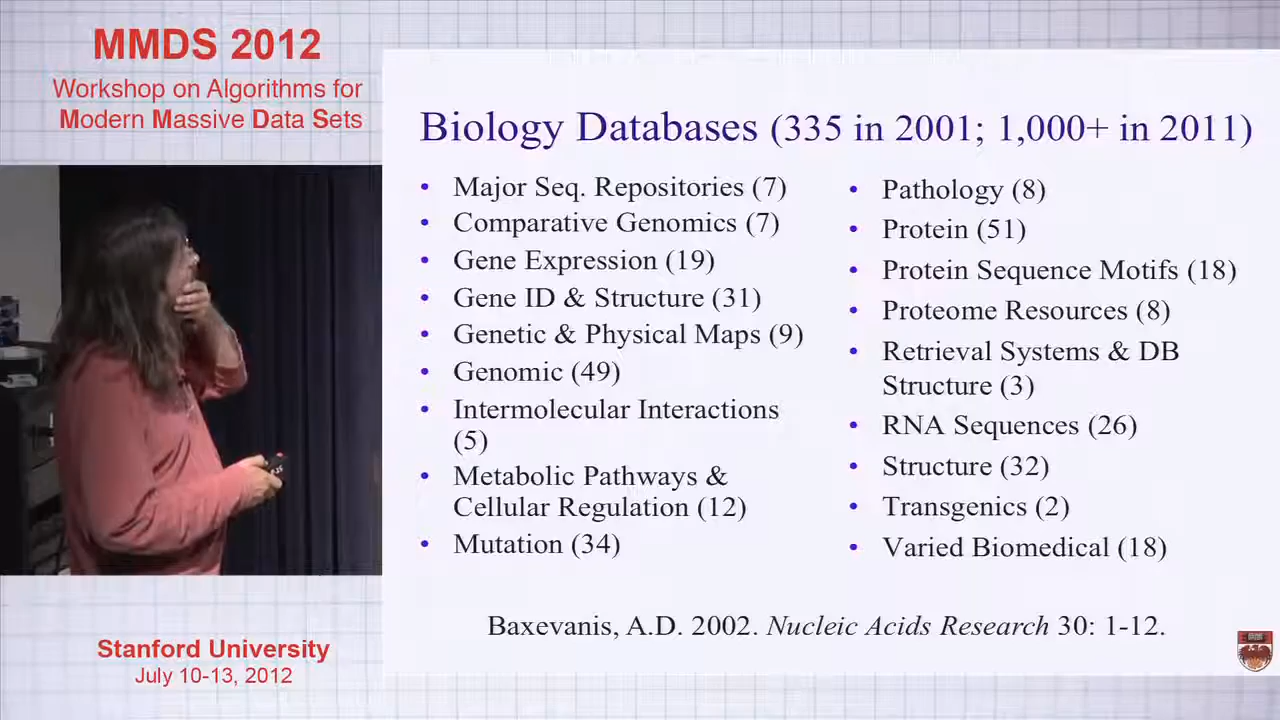 MMDS 2012
Workshop on Algorithms for
Modern Massive Data Sets
Biology Databases (335 in 2001; 1,000+ in 2011)
• Major Seq. Repositories (7)
• Comparative Genomics (7)
• Gene Expression (19)
• Gene ID & Structure (31)
• Genetic & Physical Maps (9)
• Genomic (49)
• Intermolecular Interactions
(5)
• Metabolic Pathways &
Cellular Regulation (12)
• Mutation (34)
• Pathology (8)
• Protein (51)
• Protein Sequence Motifs (18)
• Proteome Resources (8)
• Retrieval Systems & DB
Structure (3)
• RNA Sequences (26)
• Structure (32)
• Transgenics (2)
• Varied Biomedical (18)
Baxevanis, A.D. 2002. Nucleic Acids Research 30: 1-12.
Stanford University
July 10-13, 2012